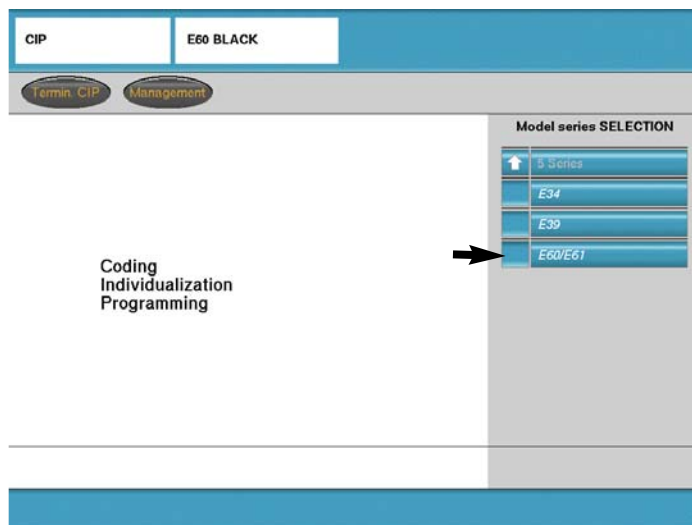 CIP
E60 BLACK
Termin. CIP
Management
Model series SELECTION
5 Series
E34
E39
E60/E61
Coding
Individualization
Programming